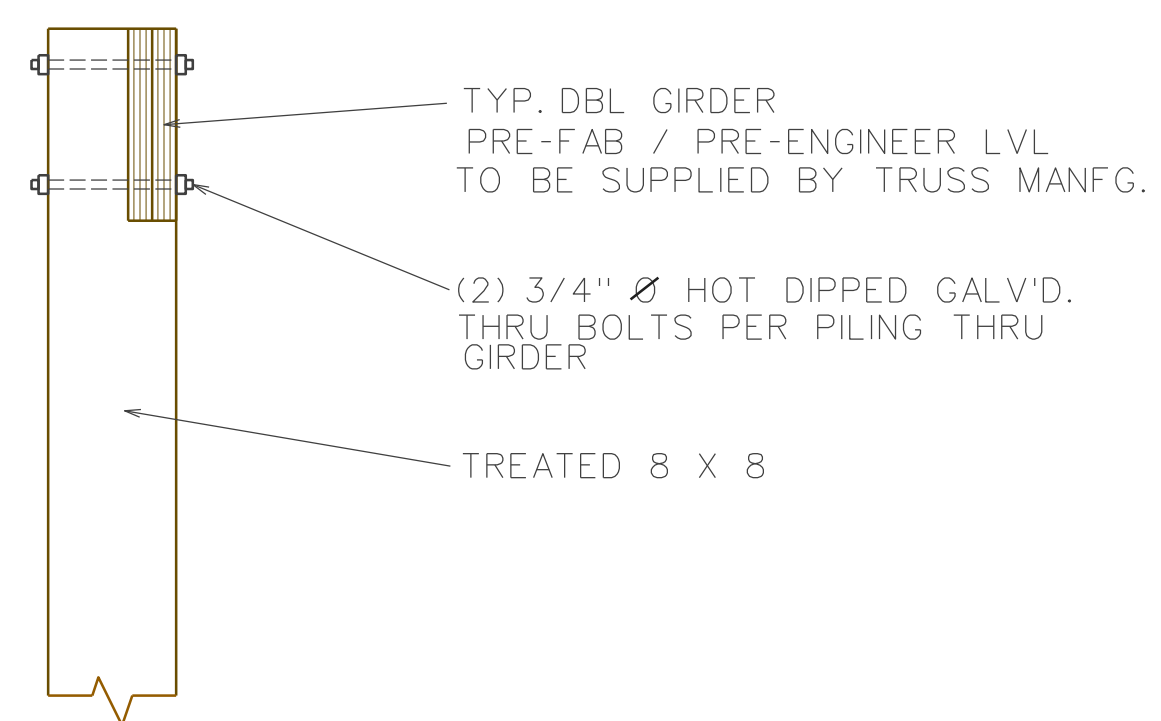 TYP. DBL GIRDER
PRE-FAB / PRE-ENGINEER LVL
TO BE SUPPLIED BY TRUSS MANFG.
(2) 3/4" Ø HOT DIPPED GALV'D.
THRU BOLTS PER PILING THRU
GIRDER
TREATED 8 X 8